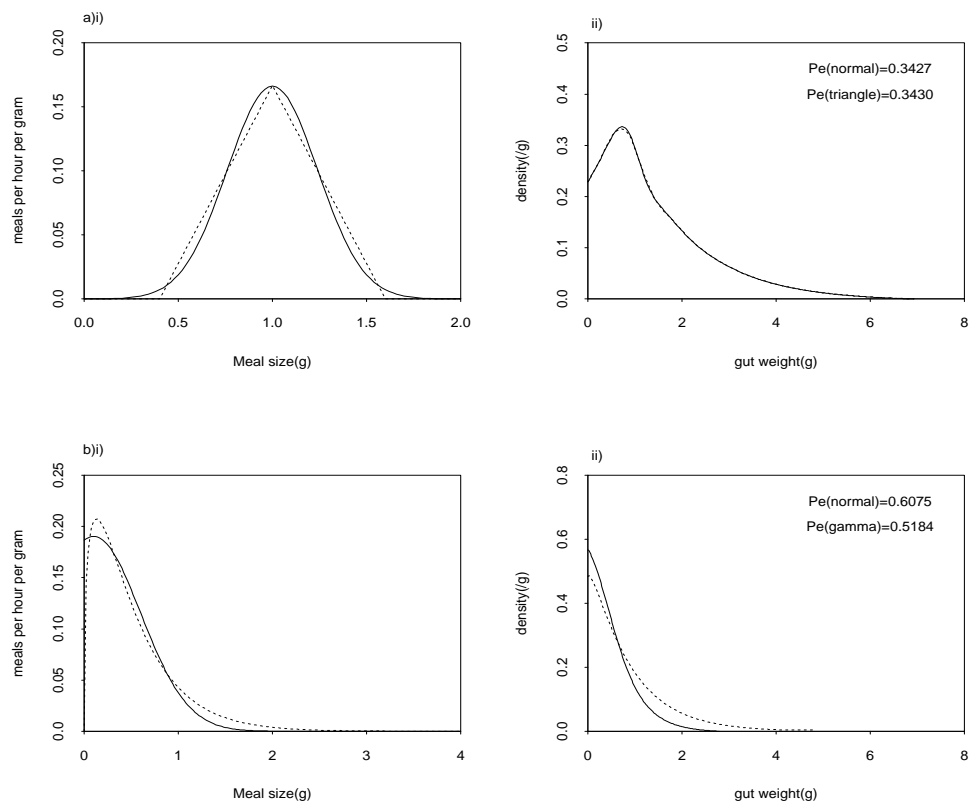 a)i)
meals per hour per gram
0.20
0.15
0.10
0.05
0.0
0.0 0.5 1.0 1.5 2.0
Meal size(g)
ii)
Pe(normal)=0.3427
Pe(triangle)=0.3430
density(/g)
0.5
0.4
0.3
0.2
0.1
0.0
0 2 4 6 8
gut weight(g)
b)i)
meals per hour per gram
0.25
0.20
0.15
0.10
0.05
0.0
0 1 2 3 4
Meal size(g)
ii)
Pe(normal)=0.6075
Pe(gamma)=0.5184
density(/g)
0.8
0.6
0.4
0.2
0.0
0 2 4 6 8
gut weight(g)